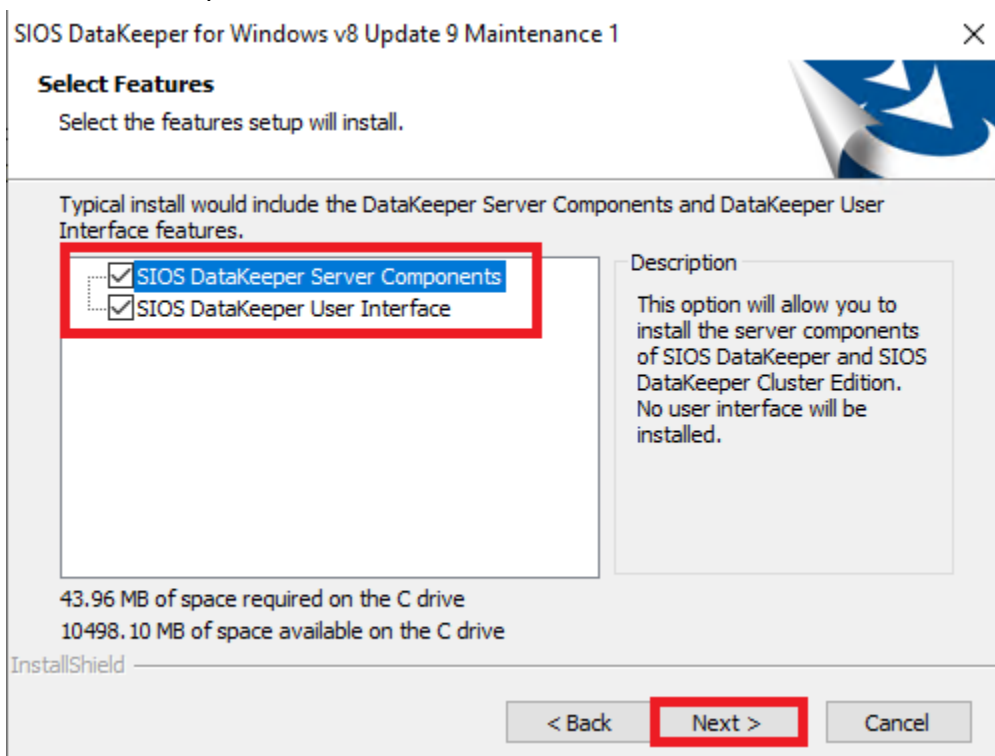 SIOS DataKeeper for Windows v8 Update 9 Maintenance 1
Select Features
Select the features setup will install.
Typical install would include the DataKeeper Server Components and DataKeeper User
Interface features.
SIOS DataKeeper Server Components
SIOS DataKeeper User Interface
Description
This option will allow you to
install the server components
of SIOS DataKeeper and SIOS
DataKeeper Cluster Edition.
No user interface will be
installed.
43.96 MB of space required on the C drive
10498.10 MB of space available on the C drive
InstallShield
< Back
Next >
Cancel